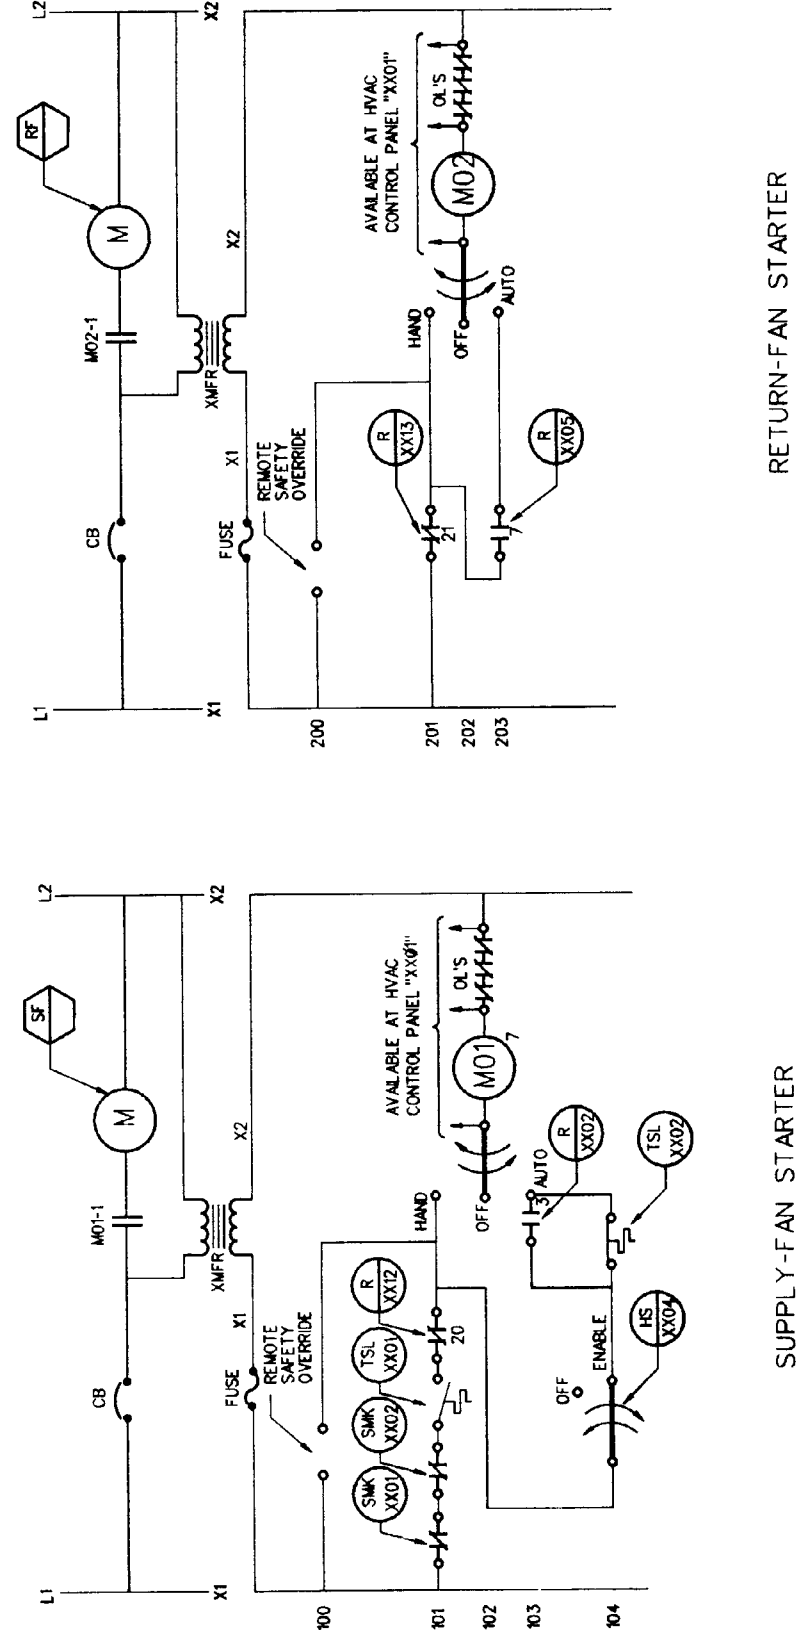 L1
L2
SF
M
M01-1
CB
X1
X2
XMFR
X1
X2
FUSE
REMOTE
SAFETY
OVERRIDE
AVAILABLE AT HVAC
CONTROL PANEL "XX01"
100
SMK
XX01
SMK
XX02
TSL
XX01
R
XX12
HAND
101
20
102
OFF
M01
7
OL'S
103
3
AUTO
R
XX02
OFF
ENABLE
TSL
XX02
104
HS
XX04
SUPPLY-FAN STARTER
L1
L2
RF
M
M02-1
CB
X1
X2
XMFR
X1
X2
FUSE
REMOTE
SAFETY
OVERRIDE
AVAILABLE AT HVAC
CONTROL PANEL "XX01"
200
R
XX13
HAND
201
21
202
OFF
M02
OL'S
203
7
AUTO
R
XX05
RETURN-FAN STARTER